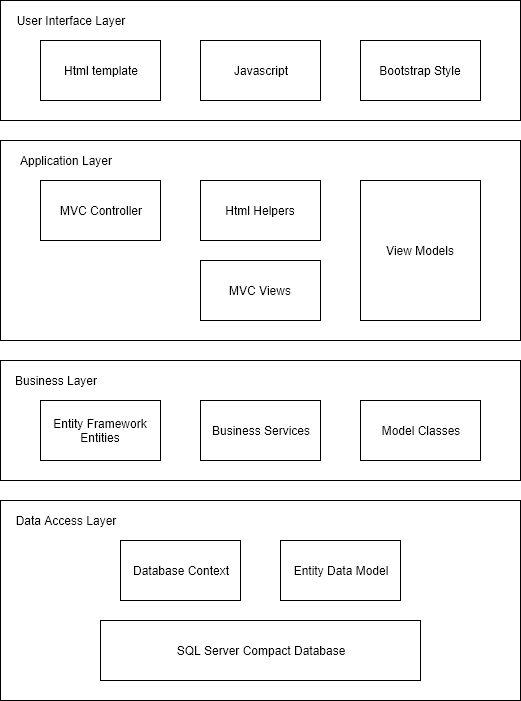 User Interface Layer
Html template
Javascript
Bootstrap Style
Application Layer
MVC Controller
Html Helpers
View Models
MVC Views
Business Layer
Entity Framework
Entities
Business Services
Model Classes
Data Access Layer
Database Context
Entity Data Model
SQL Server Compact Database